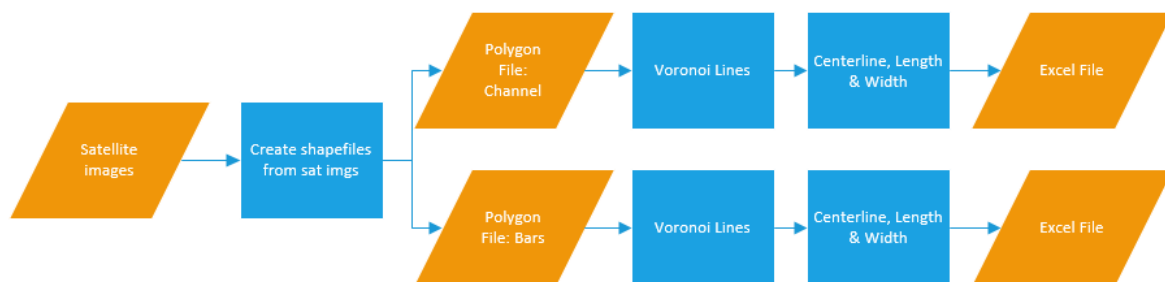 Satellite
images
Create shapefiles
from sat imgs
Polygon
File:
Channel
Voronoi Lines
Centerline, Length
& Width
Excel File
Polygon
File: Bars
Voronoi Lines
Centerline, Length
& Width
Excel File